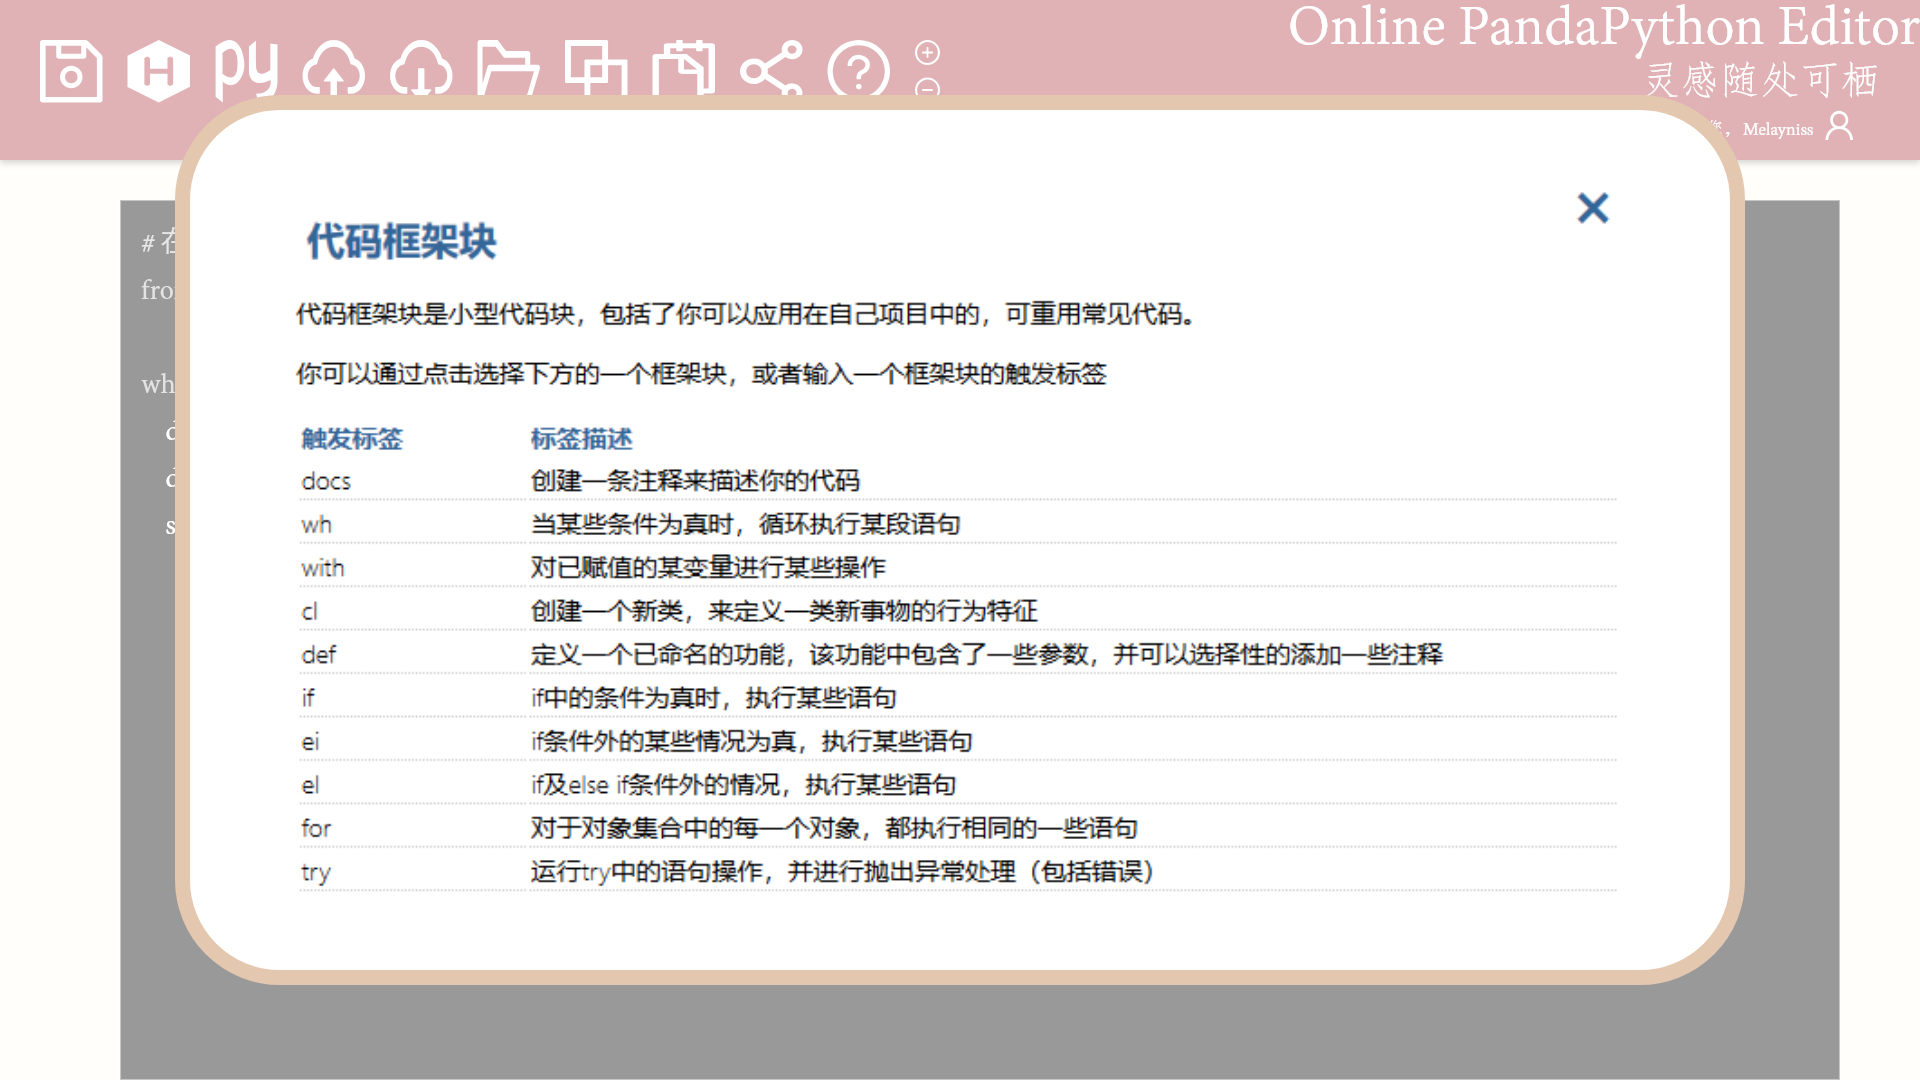 Online PandaPython Editor
灵感随处可栖
，Melayniss
H
py
?
代码框架块
代码框架块是小型代码块，包括了你可以应用在自己项目中的，可重用常见代码。
你可以通过点击选择下方的一个框架块，或者输入一个框架块的触发标签
触发标签 标签描述
docs 创建一条注释来描述你的代码
wh 当某些条件为真时，循环执行某段语句
with 对已赋值的某变量进行某些操作
cl 创建一个新类，来定义一类新事物的行为特征
def 定义一个已命名的功能，该功能中包含了一些参数，并可以选择性的添加一些注释
if if中的条件为真时，执行某些语句
ei if条件外的某些情况为真，执行某些语句
el if及else if条件外的情况，执行某些语句
for 对于对象集合中的每一个对象，都执行相同的一些语句
try 运行try中的语句操作，并进行抛出异常处理（包括错误）
# 在
fro
wh